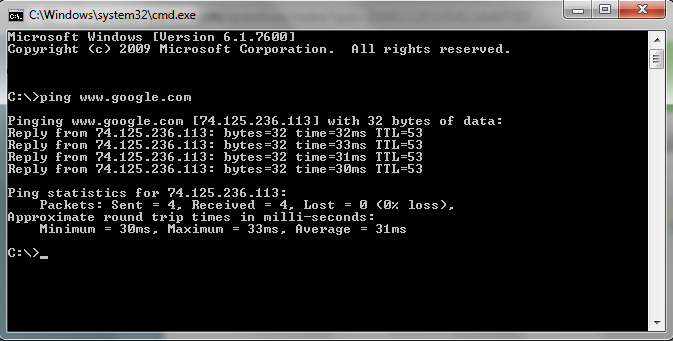 C:\Windows\system32\cmd.exe
Microsoft Windows [Version 6.1.7600]
Copyright (c) 2009 Microsoft Corporation.  All rights reserved.
C:\>ping www.google.com
Pinging www.google.com [74.125.236.113] with 32 bytes of data:
Reply from 74.125.236.113: bytes=32 time=32ms TTL=53
Reply from 74.125.236.113: bytes=32 time=33ms TTL=53
Reply from 74.125.236.113: bytes=32 time=31ms TTL=53
Reply from 74.125.236.113: bytes=32 time=30ms TTL=53
Ping statistics for 74.125.236.113:
    Packets: Sent = 4, Received = 4, Lost = 0 (0% loss),
Approximate round trip times in milli-seconds:
    Minimum = 30ms, Maximum = 33ms, Average = 31ms
C:\>_